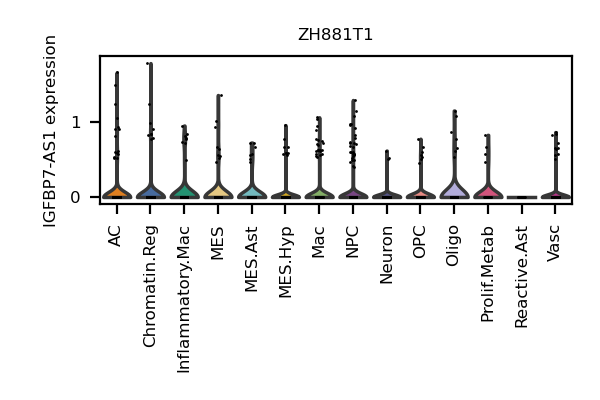 ZH881T1
IGFBP7-AS1 expression
1
0
AC
Chromatin.Reg
Inflammatory.Mac
MES
MES.Ast
MES.Hyp
Mac
NPC
Neuron
OPC
Oligo
Prolif.Metab
Reactive.Ast
Vasc